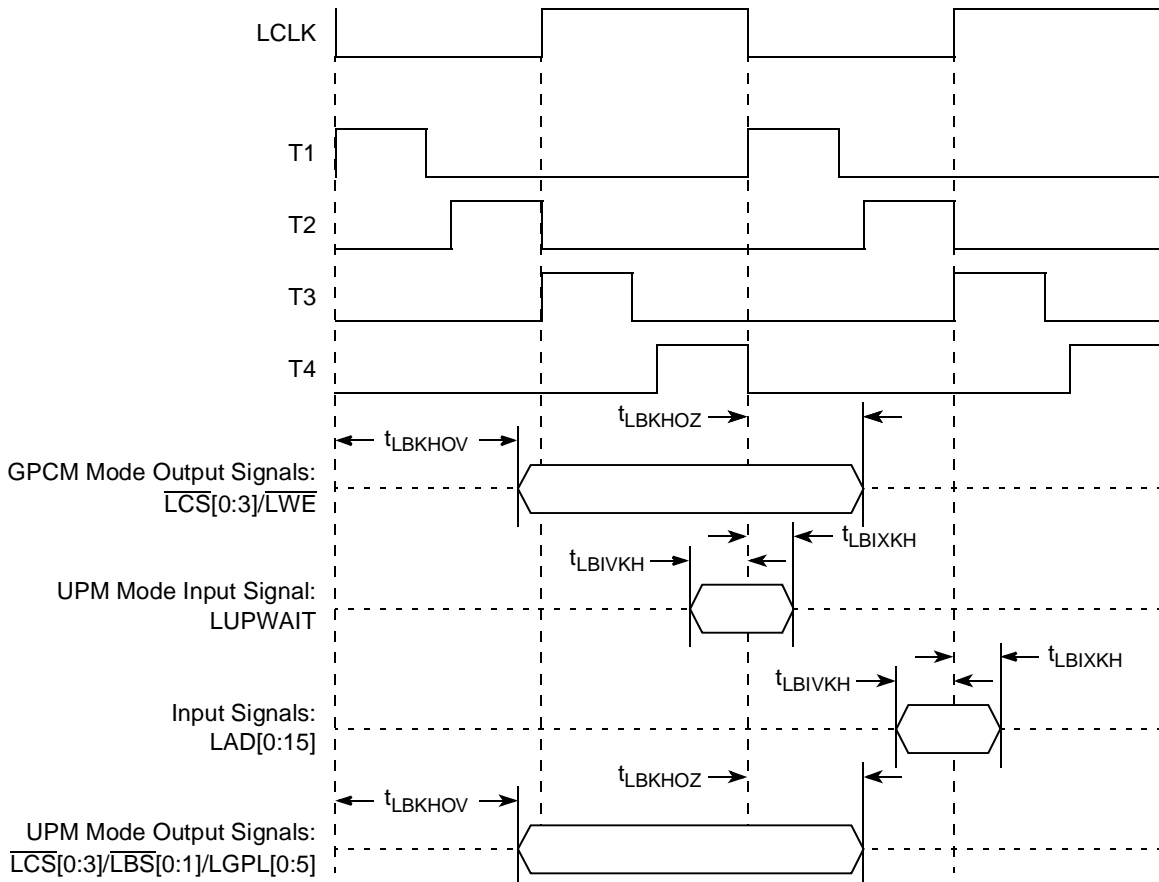 LCLK
T1
T2
T3
T4
tLBKHOZ
tLBKHOV
GPCM Mode Output Signals:
LCS[0:3]/LWE
tLBIXKH
tLBIVKH
UPM Mode Input Signal:
LUPWAIT
tLBIXKH
tLBIVKH
Input Signals:
LAD[0:15]
tLBKHOZ
tLBKHOV
UPM Mode Output Signals:
LCS[0:3]/LBS[0:1]/LGPL[0:5]